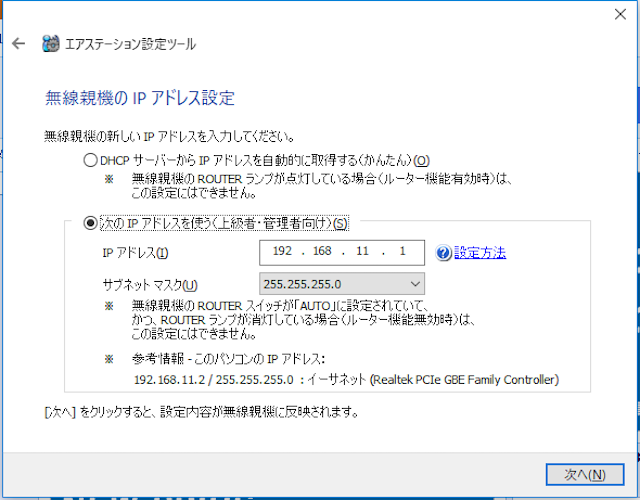 エアステーション設定ツール
無線親機の IP アドレス設定
無線親機の新しい IP アドレスを入力してください。
DHCP サーバーから IP アドレスを自動的に取得する(かんたん)(O)
※ 無線親機の ROUTER ランプが点灯している場合(ルーター機能有効時)は、
この設定にはできません。
次の IP アドレスを使う(上級者・管理者向け)(S)
IP アドレス(I) 192 . 168 . 11 . 1 設定方法
サブネット マスク(U) 255.255.255.0
※ 無線親機の ROUTER スイッチが「AUTO」に設定されていて、
かつ、ROUTER ランプが消灯している場合(ルーター機能無効時)は、
この設定にはできません。
※ 参考情報 - このパソコンの IP アドレス:
192.168.11.2 / 255.255.255.0 : イーサネット (Realtek PCIe GBE Family Controller)
[次へ] をクリックすると、設定内容が無線親機に反映されます。
次へ(N)